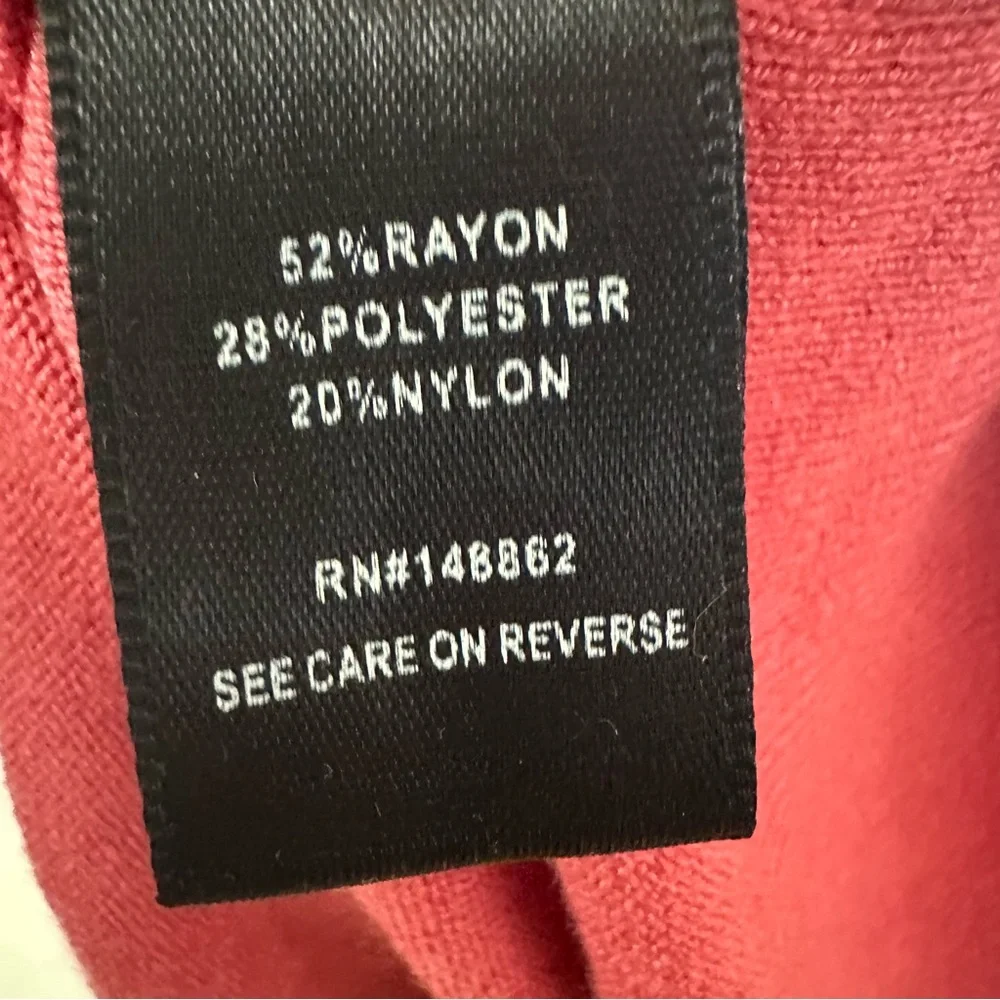 52%RAYON
28%POLYESTER
20%NYLON
RN#148862
SEE CARE ON REVERSE